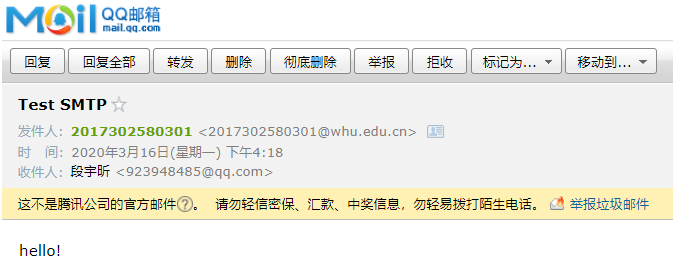 Mail QQ邮箱
mail.qq.com
回复 回复全部 转发 删除 彻底删除 举报 拒收 标记为... 移动到...
Test SMTP
发件人：2017302580301 <2017302580301@whu.edu.cn>
时　间：2020年3月16日(星期一) 下午4:18
收件人：段宇昕 <923948485@qq.com>
这不是腾讯公司的官方邮件?。 请勿轻信密保、汇款、中奖信息，勿轻易拨打陌生电话。 举报垃圾邮件
hello!